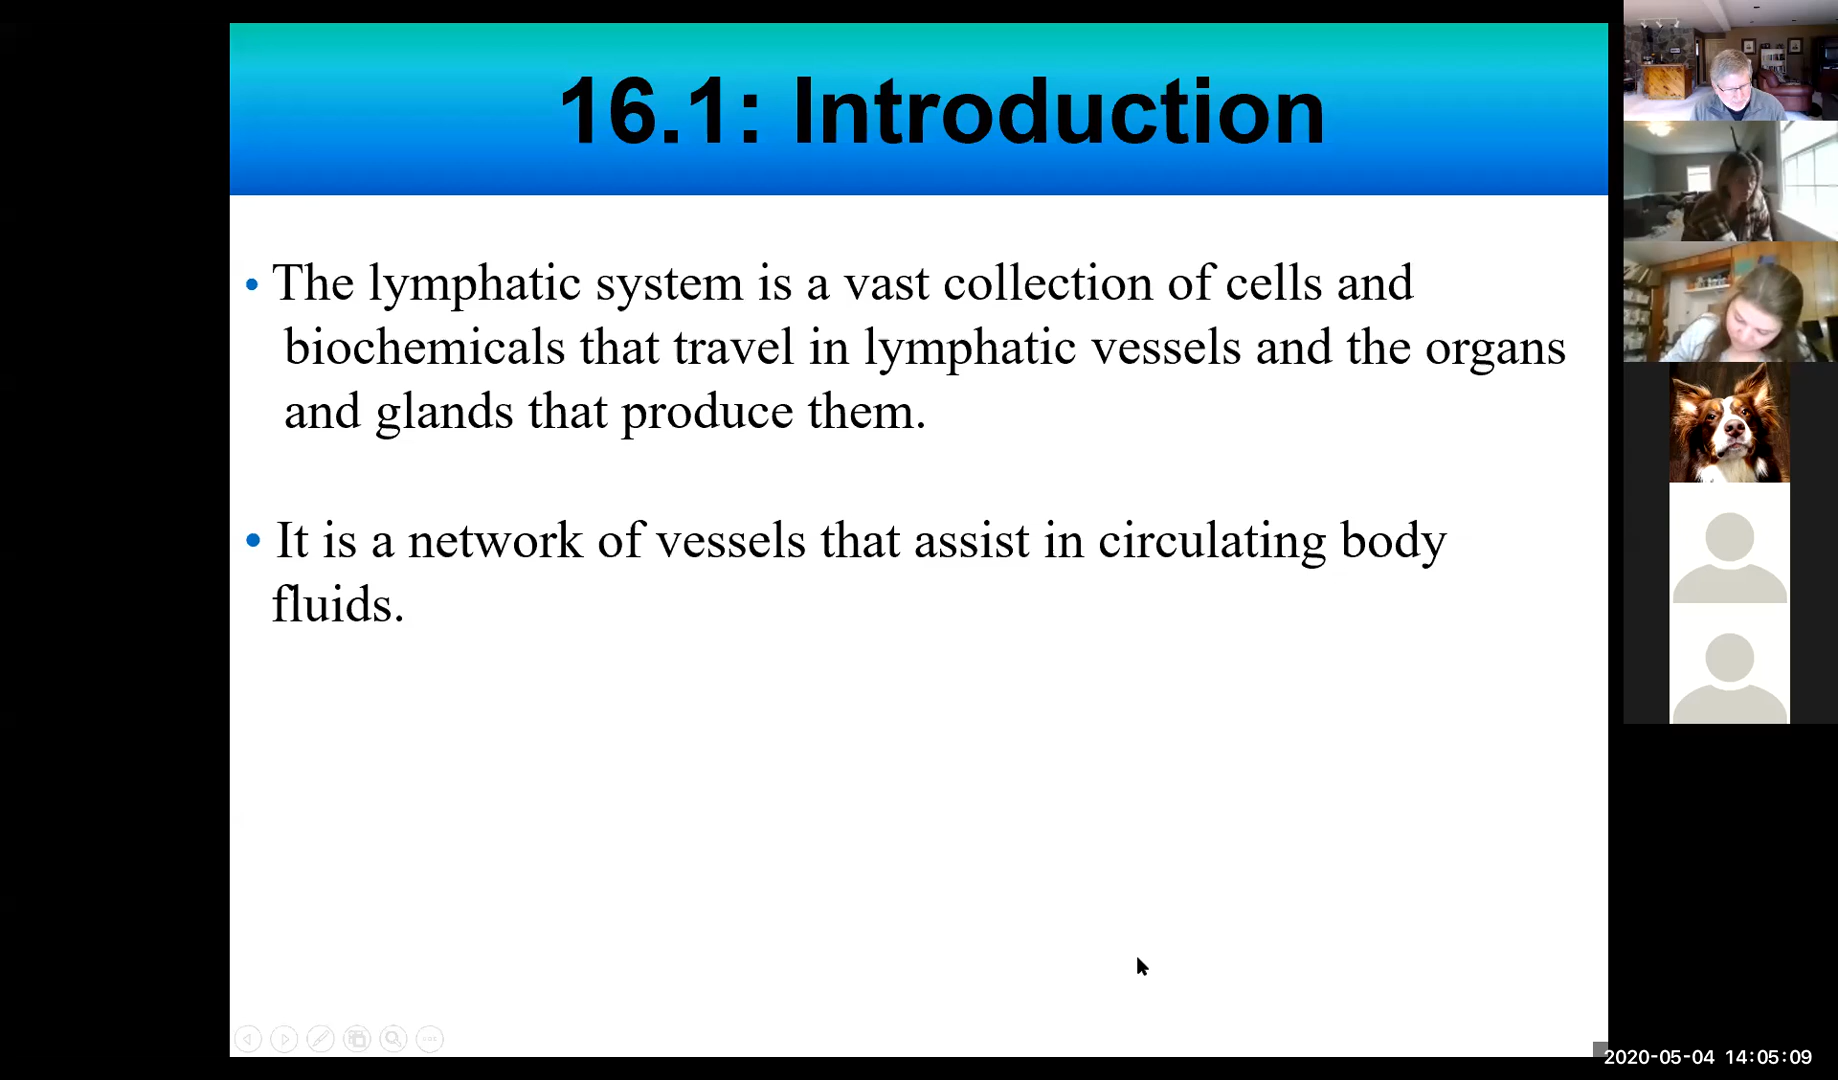 16.1: Introduction
• The lymphatic system is a vast collection of cells and
biochemicals that travel in lymphatic vessels and the organs
and glands that produce them.
• It is a network of vessels that assist in circulating body
fluids.
2020-05-04 14:05:09